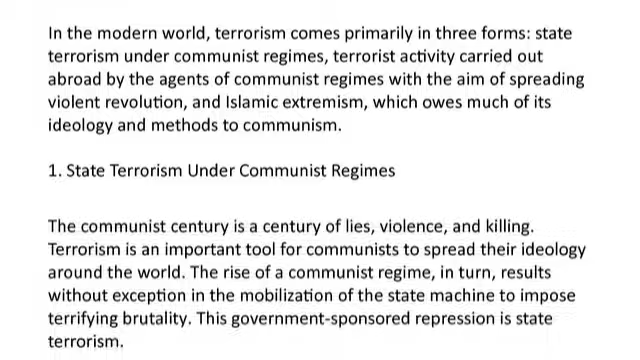 In the modern world, terrorism comes primarily in three forms: state
terrorism under communist regimes, terrorist activity carried out
abroad by the agents of communist regimes with the aim of spreading
violent revolution, and Islamic extremism, which owes much of its
ideology and methods to communism.
1. State Terrorism Under Communist Regimes
The communist century is a century of lies, violence, and killing.
Terrorism is an important tool for communists to spread their ideology
around the world. The rise of a communist regime, in turn, results
without exception in the mobilization of the state machine to impose
terrifying brutality. This government-sponsored repression is state
terrorism.